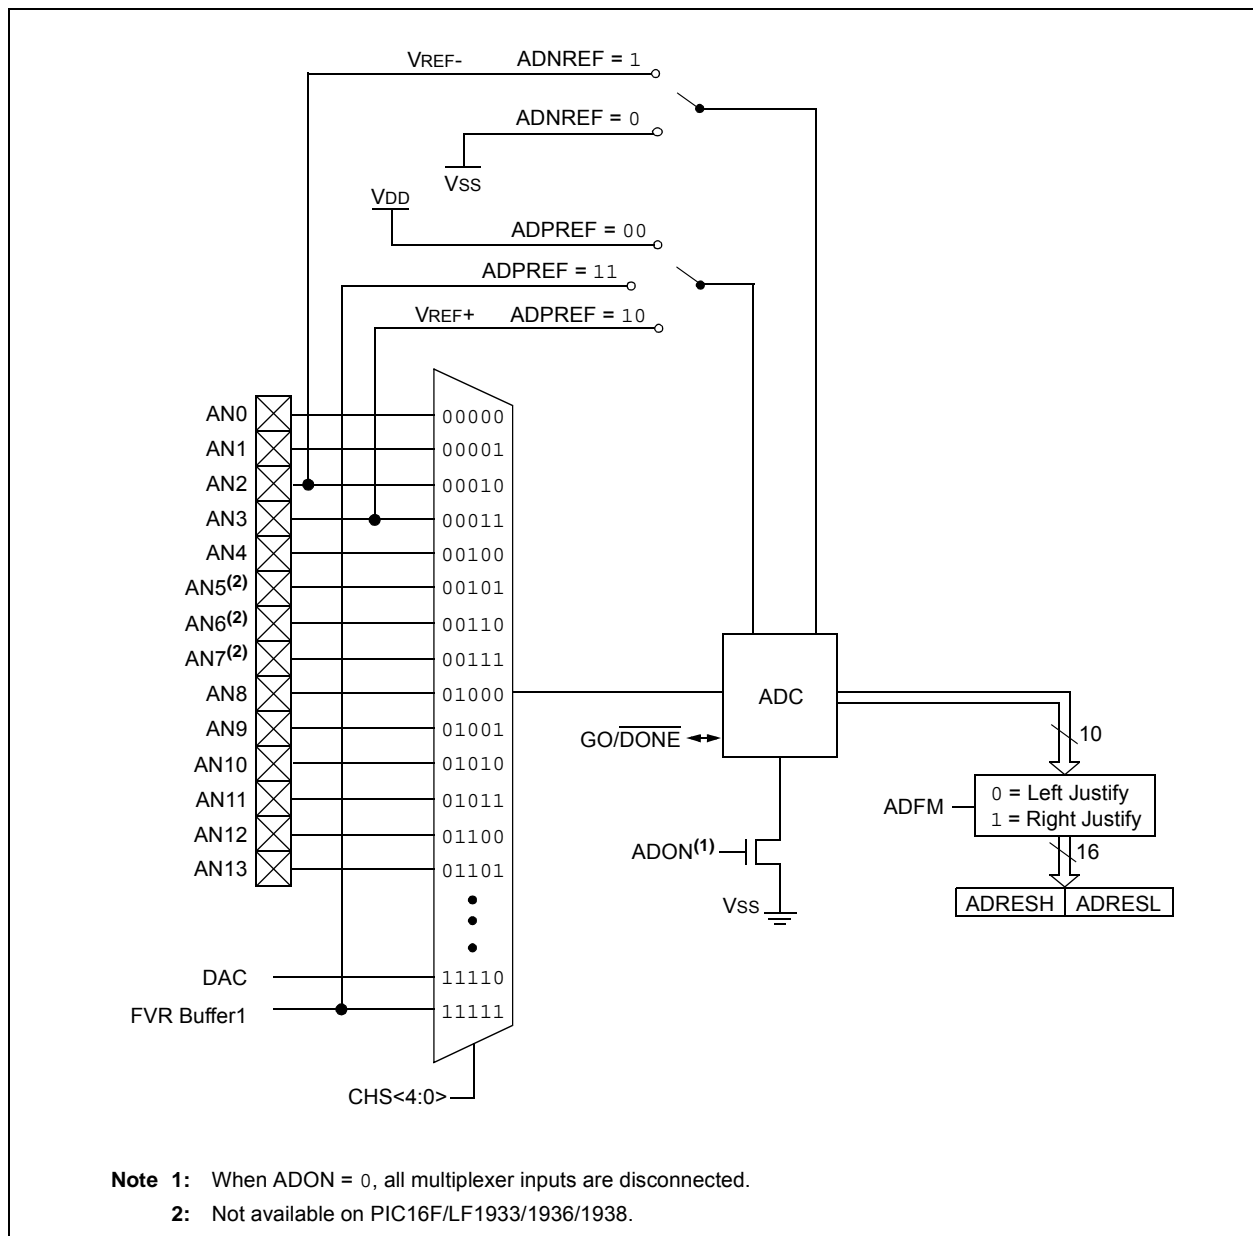 VREF- ADNREF = 1
ADNREF = 0
VSS
VDD
ADPREF = 00
ADPREF = 11
VREF+ ADPREF = 10
AN0 00000
AN1 00001
AN2 00010
AN3 00011
AN4 00100
AN5(2) 00101
AN6(2) 00110
AN7(2) 00111
AN8 01000
AN9 01001
AN10 01010
AN11 01011
AN12 01100
AN13 01101
DAC 11110
FVR Buffer1 11111
CHS<4:0>
ADC
GO/DONE
10
ADFM
0 = Left Justify
1 = Right Justify
ADON(1)
16
VSS
ADRESH ADRESL
Note 1: When ADON = 0, all multiplexer inputs are disconnected.
2: Not available on PIC16F/LF1933/1936/1938.